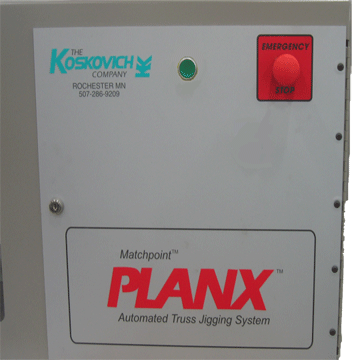 THE
KOSKOVICH
COMPANY
ROCHESTER MN
507-286-9209
EMERGENCY
STOP
Matchpoint™
PLANX™
Automated Truss Jigging System